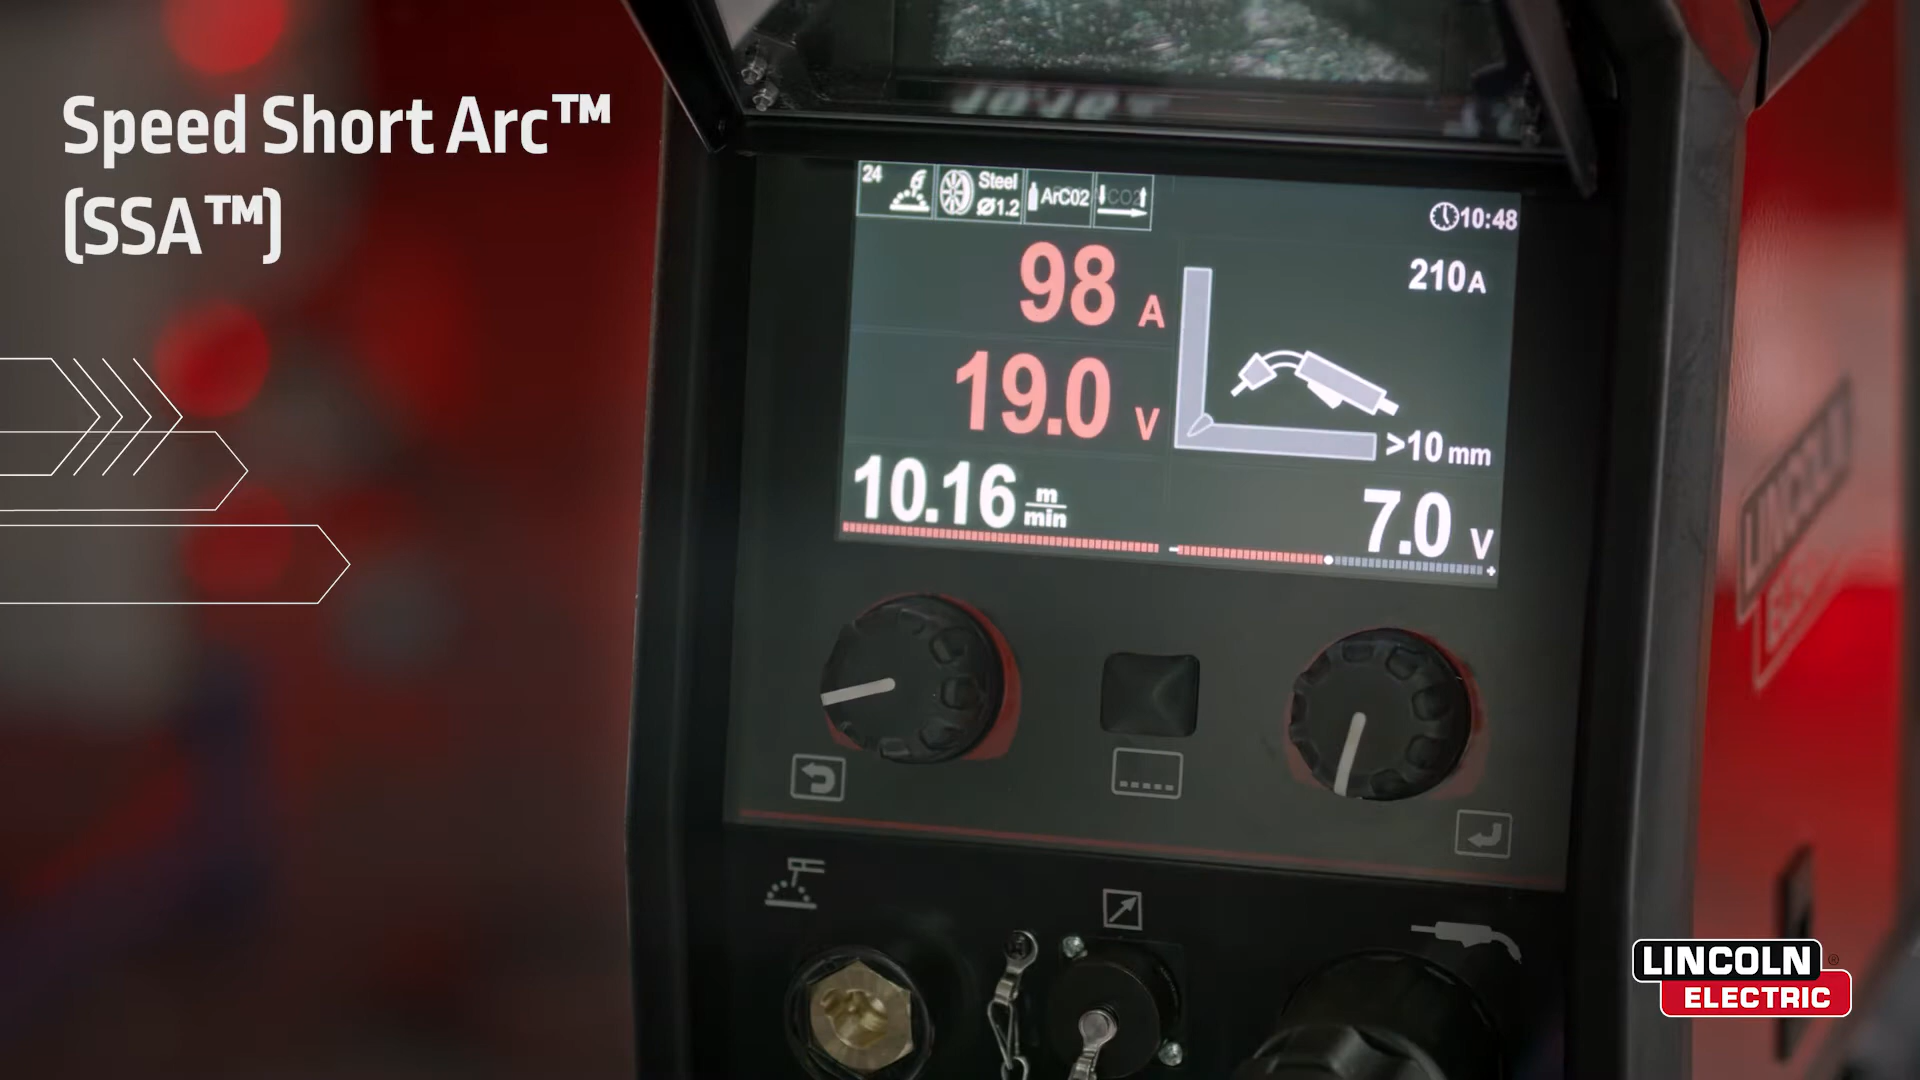 Speed Short Arc™
(SSA™)
24
Steel
Ø1.2
ArC02
10:48
98 A
210A
19.0 V
>10 mm
10.16 m/min
7.0 V
LINCOLN
LINCOLN ®
ELECTRIC